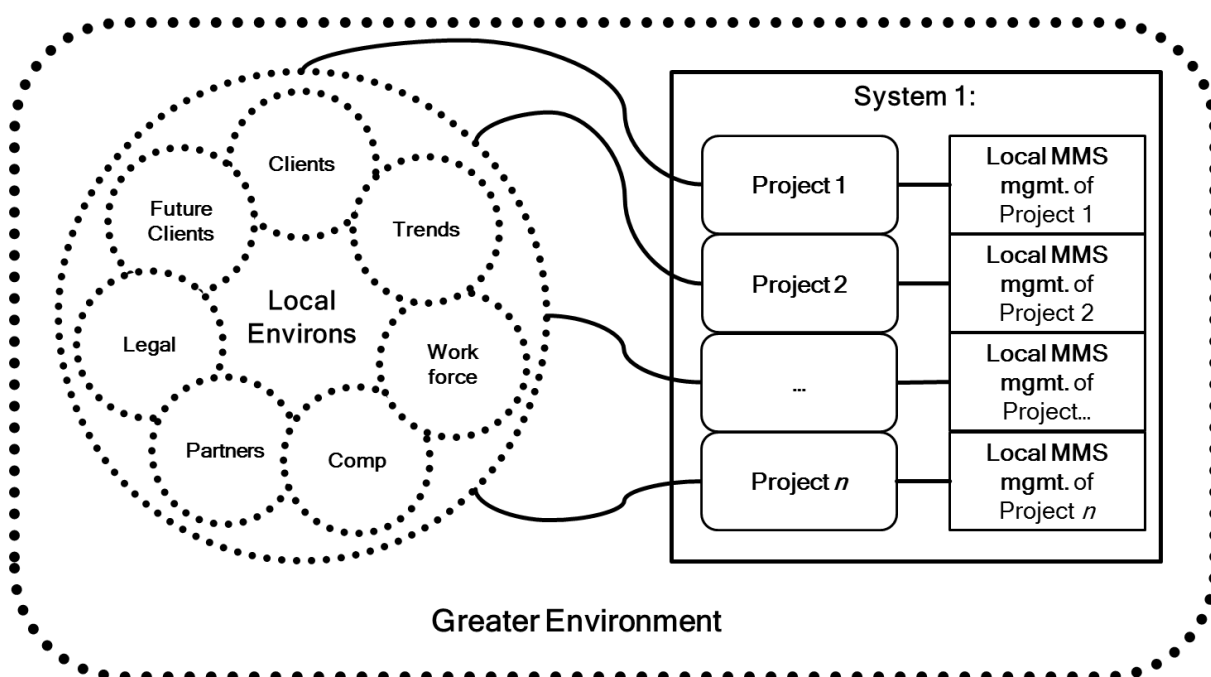 Clients
Future
Clients
Trends
Local
Environs
Legal
Work
force
Partners
Comp
System 1:
Project 1
Local MMS
mgmt. of
Project 1
Project 2
Local MMS
mgmt. of
Project 2
...
Local MMS
mgmt. of
Project...
Project n
Local MMS
mgmt. of
Project n
Greater Environment